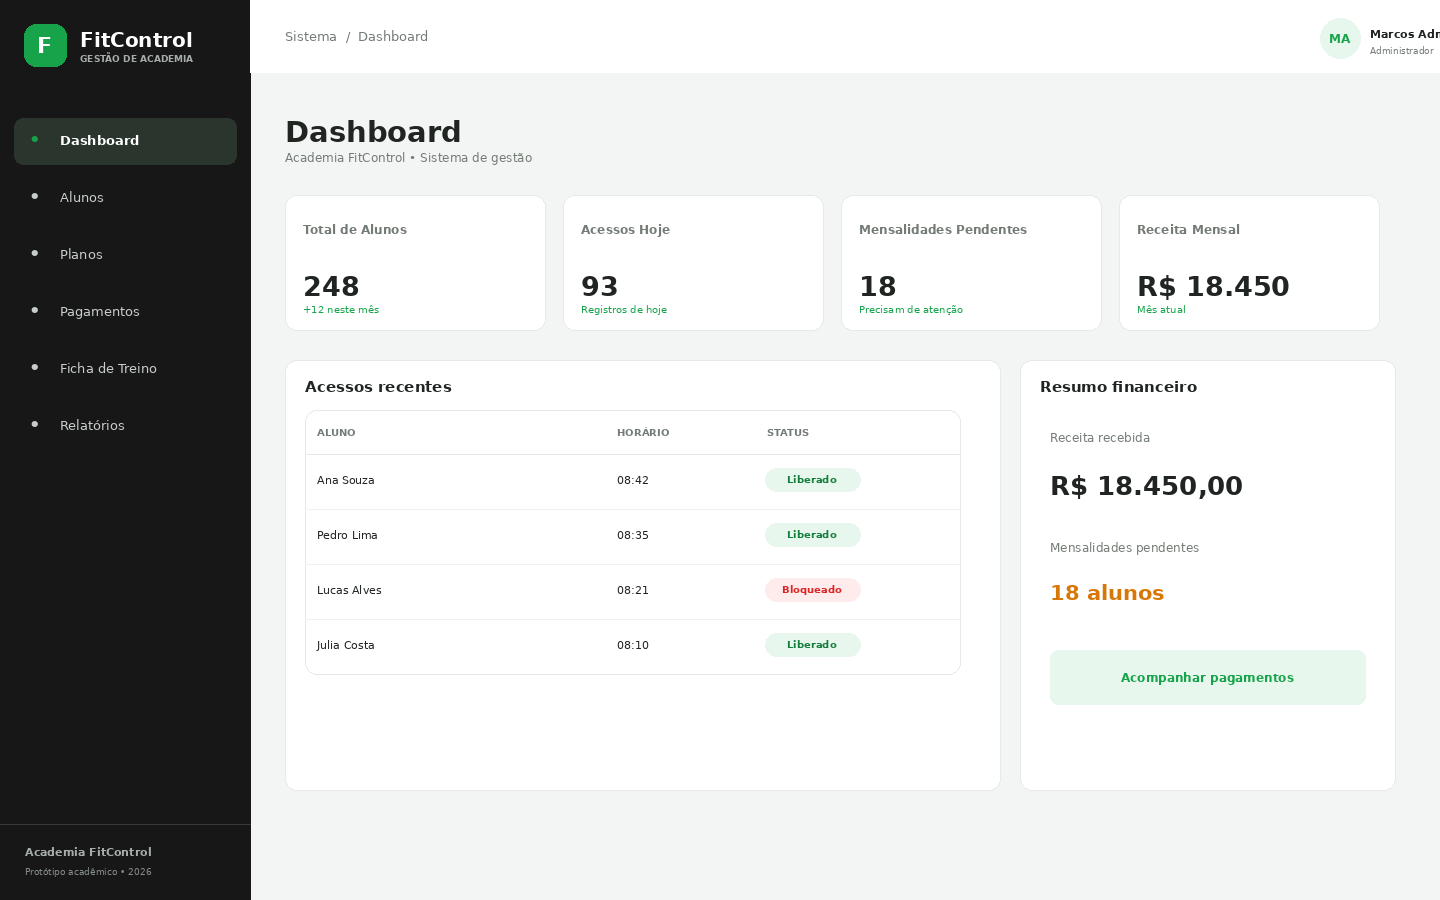 F
FitControl
GESTÃO DE ACADEMIA
• Dashboard
• Alunos
• Planos
• Pagamentos
• Ficha de Treino
• Relatórios
Academia FitControl
Protótipo acadêmico • 2026
Sistema / Dashboard
MA
Marcos Adm
Administrador
Dashboard
Academia FitControl • Sistema de gestão
Total de Alunos
248
+12 neste mês
Acessos Hoje
93
Registros de hoje
Mensalidades Pendentes
18
Precisam de atenção
Receita Mensal
R$ 18.450
Mês atual
Acessos recentes
ALUNO HORÁRIO STATUS
Ana Souza 08:42 Liberado
Pedro Lima 08:35 Liberado
Lucas Alves 08:21 Bloqueado
Julia Costa 08:10 Liberado
Resumo financeiro
Receita recebida
R$ 18.450,00
Mensalidades pendentes
18 alunos
Acompanhar pagamentos